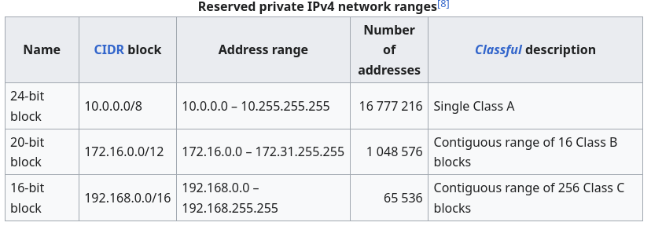 Reserved private IPv4 network ranges[8]
Name CIDR block Address range Number of addresses Classful description
24-bit block 10.0.0.0/8 10.0.0.0 – 10.255.255.255 16 777 216 Single Class A
20-bit block 172.16.0.0/12 172.16.0.0 – 172.31.255.255 1 048 576 Contiguous range of 16 Class B blocks
16-bit block 192.168.0.0/16 192.168.0.0 – 192.168.255.255 65 536 Contiguous range of 256 Class C blocks